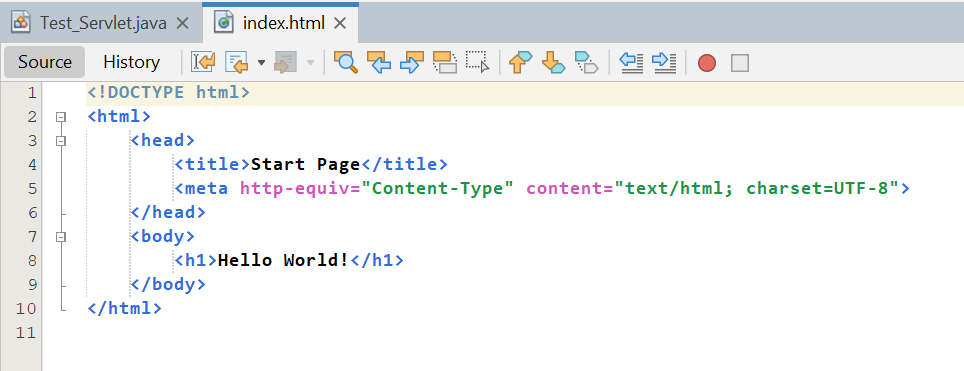 Test_Servlet.java
index.html
Source History
1 <!DOCTYPE html>
2 <html>
3 <head>
4 <title>Start Page</title>
5 <meta http-equiv="Content-Type" content="text/html; charset=UTF-8">
6 </head>
7 <body>
8 <h1>Hello World!</h1>
9 </body>
10 </html>
11